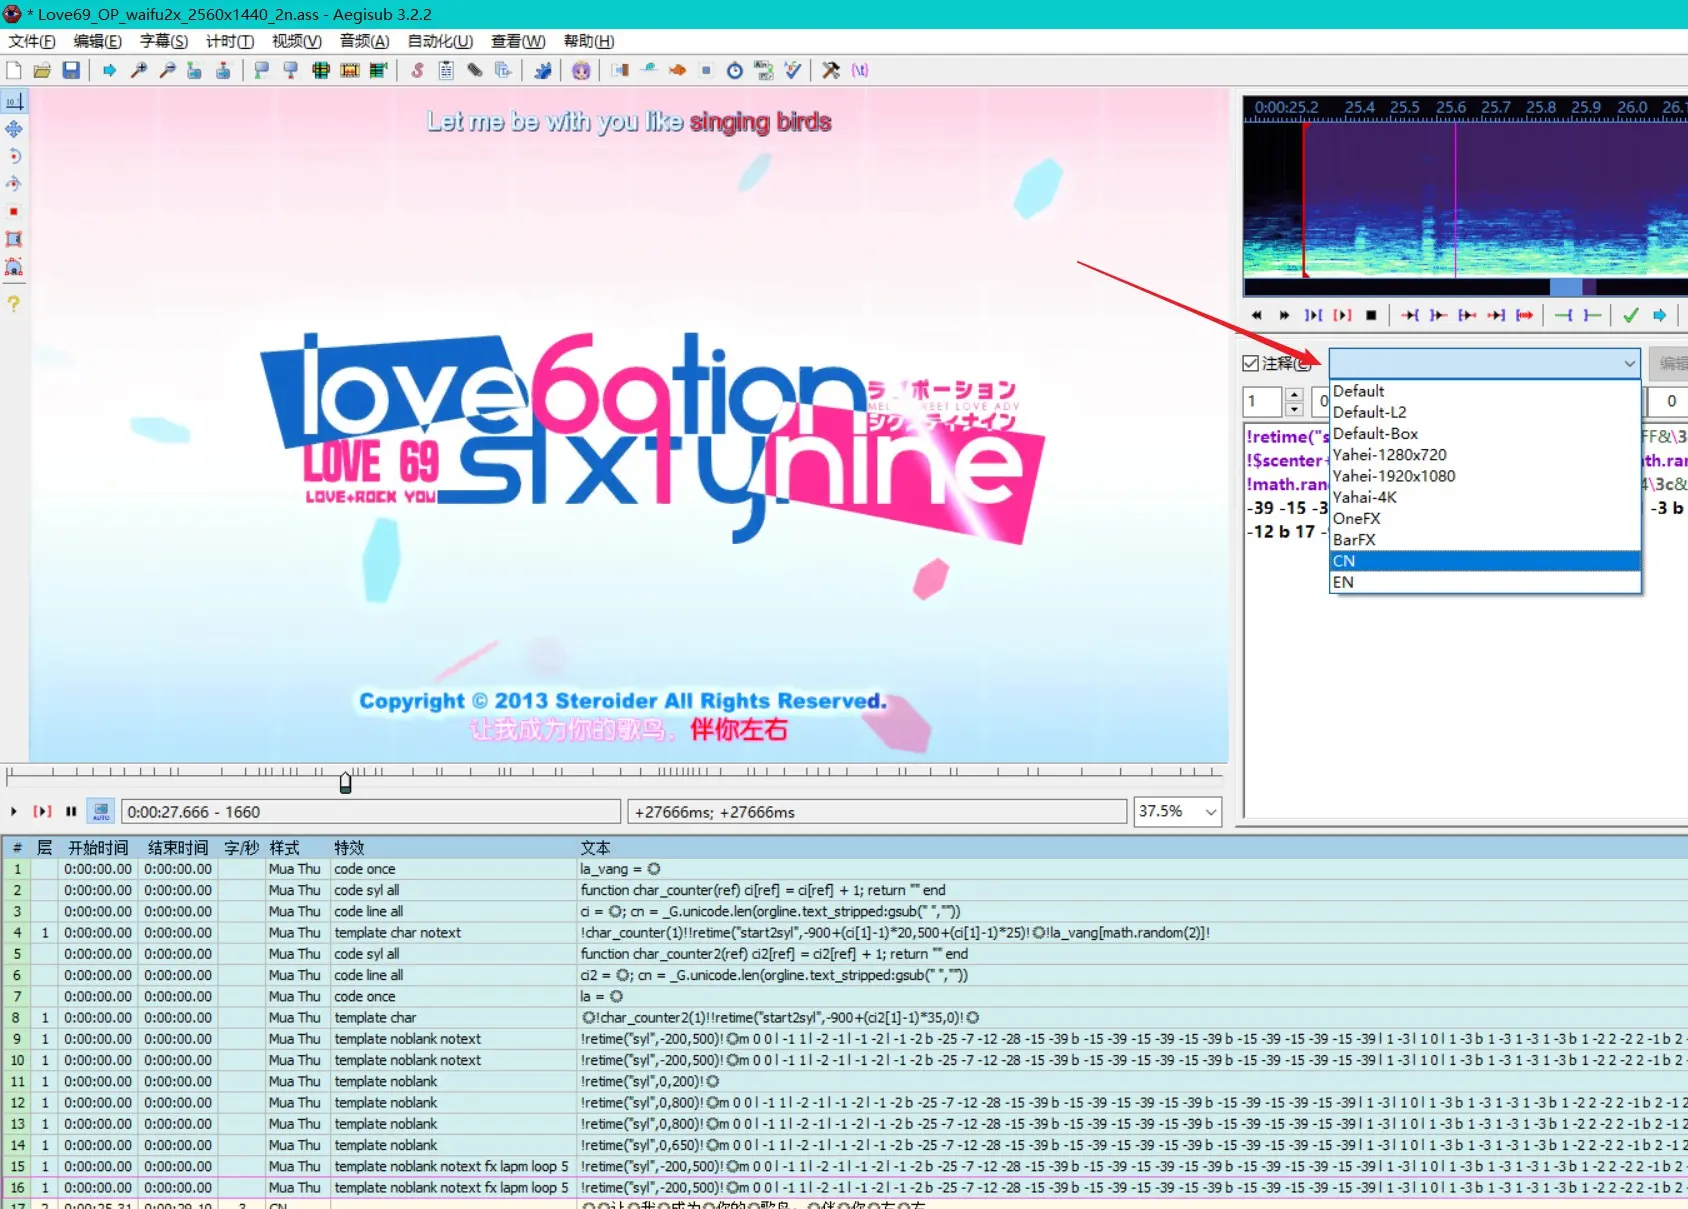 * Love69_OP_waifu2x_2560x1440_2n.ass - Aegisub 3.2.2
文件(F) 编辑(E) 字幕(S) 计时(T) 视频(V) 音频(A) 自动化(U) 查看(W) 帮助(H)
Let me be with you like singing birds
0:00:25.2 25.4 25.5 25.6 25.7 25.8 25.9 26.0 26.1
love6ation
ラブポーション
MELTY SWEET LOVE ADV
シクスティナイン
LOVE 69
sixtynine
LOVE+ROCK YOU
Copyright © 2013 Steroider All Rights Reserved.
让我成为你的歌鸟，伴你左右
注释(C)
编辑
1 0 0
Default
Default-L2
Default-Box
Yahei-1280x720
Yahei-1920x1080
Yahai-4K
OneFX
BarFX
CN
EN
!retime("s FF&\3
!$scenter+ th.ran
!math.ran 4\3c&
-39 -15 -3 -3 b
-12 b 17 -
0:00:27.666 - 1660 +27666ms; +27666ms 37.5%
# 层 开始时间 结束时间 字/秒 样式 特效 文本
1 0:00:00.00 0:00:00.00 Mua Thu code once la_vang = ❂
2 0:00:00.00 0:00:00.00 Mua Thu code syl all function char_counter(ref) ci[ref] = ci[ref] + 1; return "" end
3 0:00:00.00 0:00:00.00 Mua Thu code line all ci = ❂; cn = _G.unicode.len(orgline.text_stripped:gsub(" ",""))
4 1 0:00:00.00 0:00:00.00 Mua Thu template char notext !char_counter(1)!!retime("start2syl",-900+(ci[1]-1)*20,500+(ci[1]-1)*25)!❂!la_vang[math.random(2)]!
5 0:00:00.00 0:00:00.00 Mua Thu code syl all function char_counter2(ref) ci2[ref] = ci2[ref] + 1; return "" end
6 0:00:00.00 0:00:00.00 Mua Thu code line all ci2 = ❂; cn = _G.unicode.len(orgline.text_stripped:gsub(" ",""))
7 0:00:00.00 0:00:00.00 Mua Thu code once la = ❂
8 1 0:00:00.00 0:00:00.00 Mua Thu template char ❂!char_counter2(1)!!retime("start2syl",-900+(ci2[1]-1)*35,0)!❂
9 1 0:00:00.00 0:00:00.00 Mua Thu template noblank notext !retime("syl",-200,500)!❂m 0 0 l -1 1 l -2 -1 l -1 -2 l -1 -2 b -25 -7 -12 -28 -15 -39 b -15 -39 -15 -39 -15 -39 b -15 -39 -15 -39 -15 -39 l 1 -3 l 1 0 l 1 -3 b 1 -3 1 -3 1 -3 b 1 -2 2 -2 2 -1 b 2 -
10 1 0:00:00.00 0:00:00.00 Mua Thu template noblank notext !retime("syl",-200,500)!❂m 0 0 l -1 1 l -2 -1 l -1 -2 l -1 -2 b -25 -7 -12 -28 -15 -39 b -15 -39 -15 -39 -15 -39 b -15 -39 -15 -39 -15 -39 l 1 -3 l 1 0 l 1 -3 b 1 -3 1 -3 1 -3 b 1 -2 2 -2 2 -1 b 2 -
11 1 0:00:00.00 0:00:00.00 Mua Thu template noblank !retime("syl",0,200)!❂
12 1 0:00:00.00 0:00:00.00 Mua Thu template noblank !retime("syl",0,800)!❂m 0 0 l -1 1 l -2 -1 l -1 -2 l -1 -2 b -25 -7 -12 -28 -15 -39 b -15 -39 -15 -39 -15 -39 b -15 -39 -15 -39 -15 -39 l 1 -3 l 1 0 l 1 -3 b 1 -3 1 -3 1 -3 b 1 -2 2 -2 2 -1 b 2 -1 2
13 1 0:00:00.00 0:00:00.00 Mua Thu template noblank !retime("syl",0,800)!❂m 0 0 l -1 1 l -2 -1 l -1 -2 l -1 -2 b -25 -7 -12 -28 -15 -39 b -15 -39 -15 -39 -15 -39 b -15 -39 -15 -39 -15 -39 l 1 -3 l 1 0 l 1 -3 b 1 -3 1 -3 1 -3 b 1 -2 2 -2 2 -1 b 2 -1 2
14 1 0:00:00.00 0:00:00.00 Mua Thu template noblank !retime("syl",0,650)!❂m 0 0 l -1 1 l -2 -1 l -1 -2 l -1 -2 b -25 -7 -12 -28 -15 -39 b -15 -39 -15 -39 -15 -39 b -15 -39 -15 -39 -15 -39 l 1 -3 l 1 0 l 1 -3 b 1 -3 1 -3 1 -3 b 1 -2 2 -2 2 -1 b 2 -1 2
15 1 0:00:00.00 0:00:00.00 Mua Thu template noblank notext fx lapm loop 5 !retime("syl",-200,500)!❂m 0 0 l -1 1 l -2 -1 l -1 -2 l -1 -2 b -25 -7 -12 -28 -15 -39 b -15 -39 -15 -39 -15 -39 b -15 -39 -15 -39 -15 -39 l 1 -3 l 1 0 l 1 -3 b 1 -3 1 -3 1 -3 b 1 -2 2 -2 2 -1 b 2 -
16 1 0:00:00.00 0:00:00.00 Mua Thu template noblank notext fx lapm loop 5 !retime("syl",-200,500)!❂m 0 0 l -1 1 l -2 -1 l -1 -2 l -1 -2 b -25 -7 -12 -28 -15 -39 b -15 -39 -15 -39 -15 -39 b -15 -39 -15 -39 -15 -39 l 1 -3 l 1 0 l 1 -3 b 1 -3 1 -3 1 -3 b 1 -2 2 -2 2 -1 b 2 -
17 2 0:00:25.31 0:00:29.10 3 CN ❂❂让❂我❂成为❂你的❂歌鸟，❂伴❂你❂左❂右